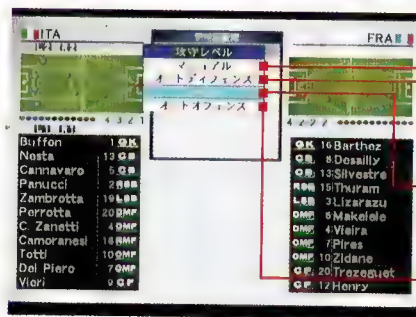 ITA
FRA
攻守レベル
マニュアル
オートディフェンス
オートオフェンス
4 3 2 1
Buffon 1 GK
Nesta 13 CB
Cannavaro 5 CB
Panucci 2 RSB
Zambrotta 19 LSB
Perrotta 20 DMF
C. Zanetti 4 DMF
Camoranesi 16 RMF
Totti 10 OMF
Del Piero 7 OMF
Vieri 9 CF
GK 16 Barthez
CB 8 Desailly
CB 13 Silvestre
RSB 15 Thuram
LSB 3 Lizarazu
DMF 6 Makelele
DMF 4 Vieira
OMF 7 Pires
OMF 10 Zidane
CF 20 Trezeguet
CF 12 Henry